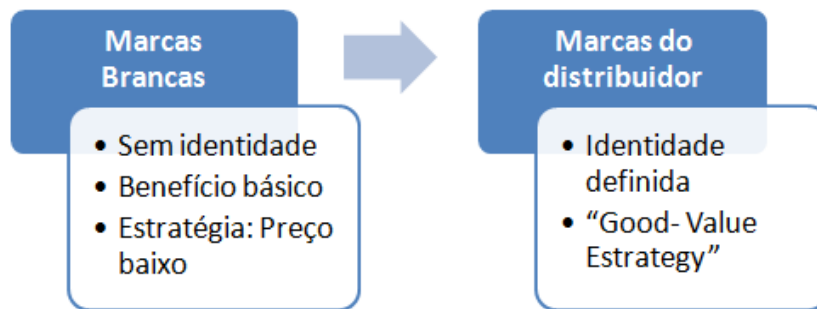 Marcas
Brancas
• Sem identidade
• Benefício básico
• Estratégia: Preço
baixo
Marcas do
distribuidor
• Identidade
definida
• “Good- Value
Estrategy”